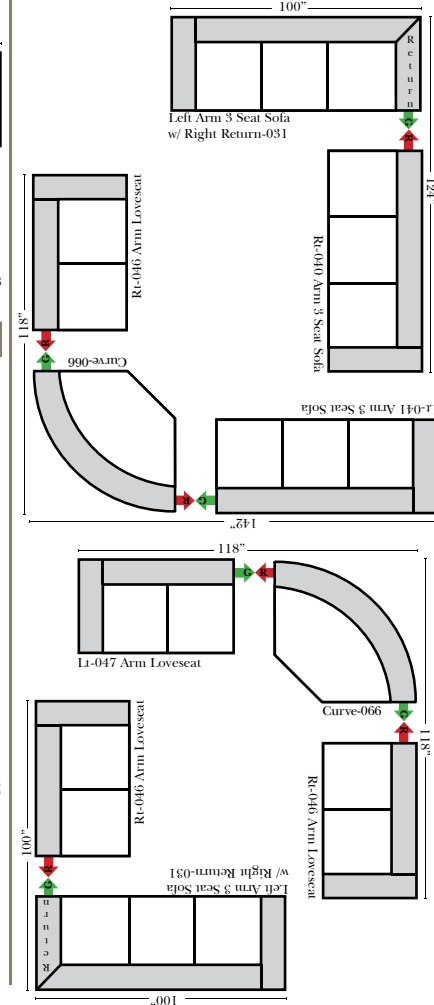 100”
Return
Left Arm 3 Seat Sofa
w/ Right Return-031
G
R
124”
Rt-040 Arm 3 Seat Sofa
Rt-046 Arm Loveseat
118”
R
G
Curve-066
Lt-041 Arm 3 Seat Sofa
R
G
142”
118”
G
R
Lt-047 Arm Loveseat
Curve-066
G
R
118”
Rt-046 Arm Loveseat
Rt-046 Arm Loveseat
100”
R
G
Left Arm 3 Seat Sofa
w/ Right Return-031
Return
100”